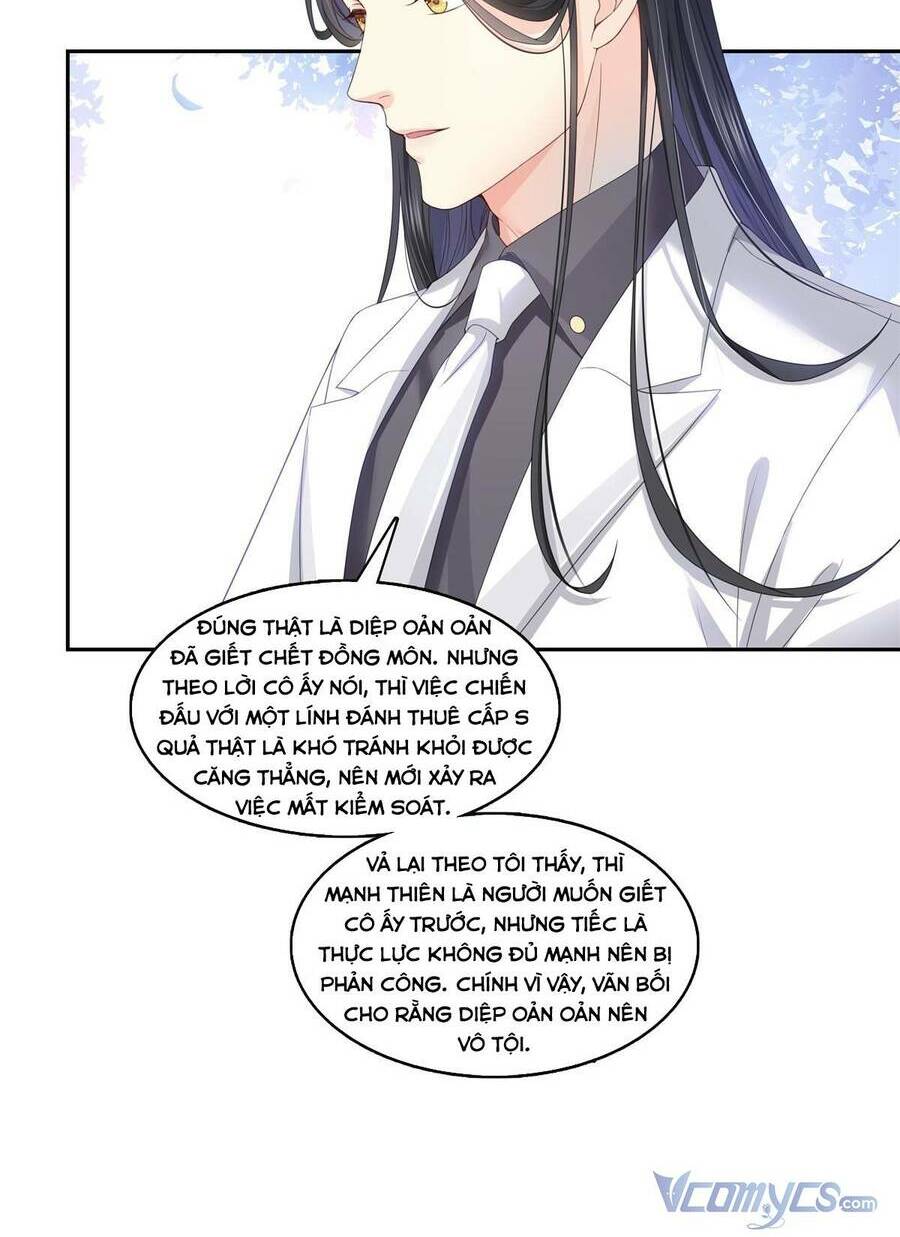 ĐÚNG THẬT LÀ DIỆP OẢN OẢN
ĐÃ GIẾT CHẾT ĐỒNG MÔN. NHƯNG
THEO LỜI CÔ ẤY NÓI, THÌ VIỆC CHIẾN
ĐẤU VỚI MỘT LÍNH ĐÁNH THUÊ CẤP S
QUẢ THẬT LÀ KHÓ TRÁNH KHỎI ĐƯỢC
CĂNG THẲNG, NÊN MỚI XẢY RA
VIỆC MẤT KIỂM SOÁT.
VẢ LẠI THEO TÔI THẤY, THÌ
MẠNH THIÊN LÀ NGƯỜI MUỐN GIẾT
CÔ ẤY TRƯỚC, NHƯNG TIẾC LÀ
THỰC LỰC KHÔNG ĐỦ MẠNH NÊN BỊ
PHẢN CÔNG. CHÍNH VÌ VẬY, VÃN BỐI
CHO RẰNG DIỆP OẢN OẢN NÊN
VÔ TỘI.
VCOMYCS.com